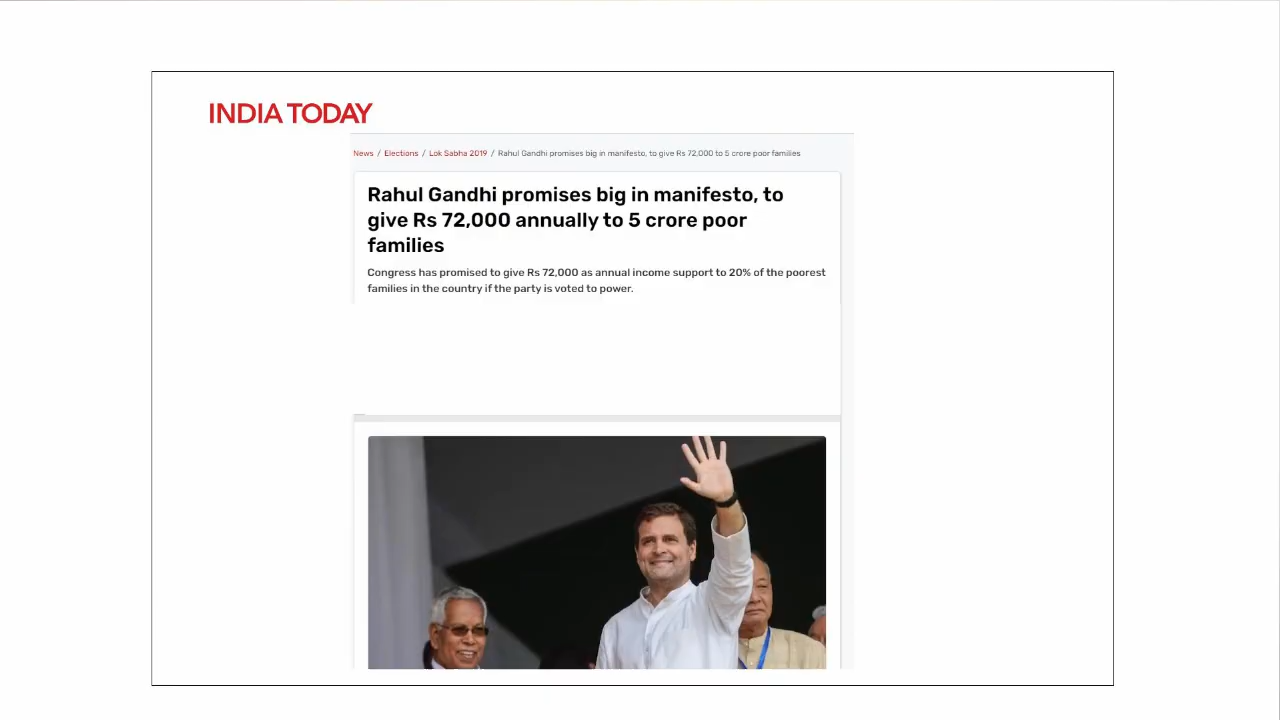 INDIA TODAY
News / Elections / Lok Sabha 2019 / Rahul Gandhi promises big in manifesto, to give Rs 72,000 to 5 crore poor families
Rahul Gandhi promises big in manifesto, to
give Rs 72,000 annually to 5 crore poor
families
Congress has promised to give Rs 72,000 as annual income support to 20% of the poorest
families in the country if the party is voted to power.